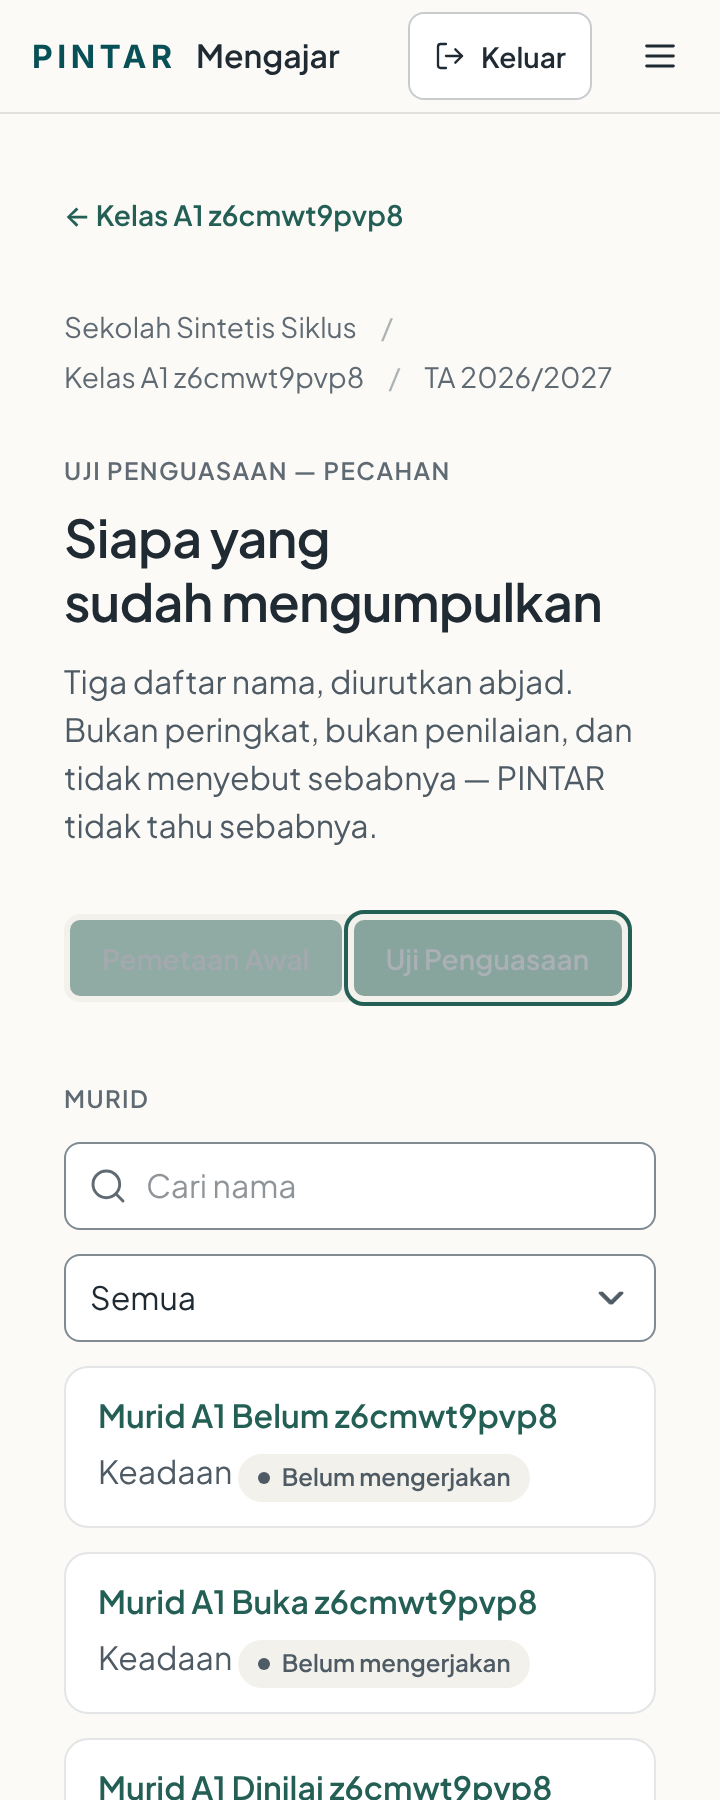 PINTAR Mengajar
Keluar
← Kelas A1 z6cmwt9pvp8
Sekolah Sintetis Siklus /
Kelas A1 z6cmwt9pvp8 / TA 2026/2027
UJI PENGUASAAN — PECAHAN
Siapa yang
sudah mengumpulkan
Tiga daftar nama, diurutkan abjad.
Bukan peringkat, bukan penilaian, dan
tidak menyebut sebabnya — PINTAR
tidak tahu sebabnya.
Pemetaan Awal
Uji Penguasaan
MURID
Cari nama
Semua
Murid A1 Belum z6cmwt9pvp8
Keadaan • Belum mengerjakan
Murid A1 Buka z6cmwt9pvp8
Keadaan • Belum mengerjakan
Murid A1 Dinilai z6cmwt9pvp8